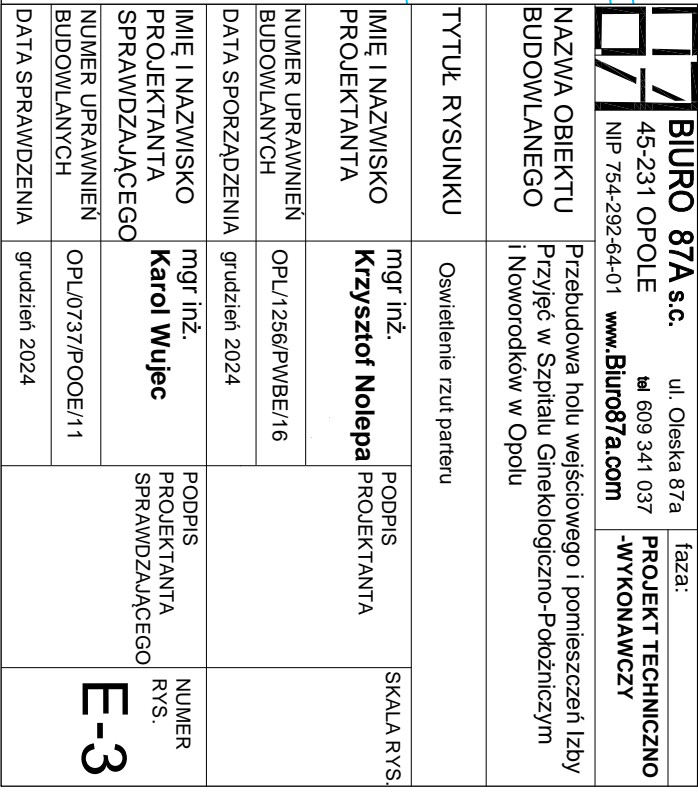 BIURO 87A s.c. ul. Oleska 87a
45-231 OPOLE tel 609 341 037
NIP 754-292-64-01 www.Biuro87a.com
faza:
PROJEKT TECHNICZNO
-WYKONAWCZY
NAZWA OBIEKTU
BUDOWLANEGO
Przebudowa holu wejściowego i pomieszczeń Izby
Przyjęć w Szpitalu Ginekologiczno-Położniczym
i Noworodków w Opolu
TYTUŁ RYSUNKU
Oswietlenie rzut parteru
IMIĘ I NAZWISKO
PROJEKTANTA
mgr inż.
Krzysztof Nolepa
PODPIS
PROJEKTANTA
SKALA RYS.
NUMER UPRAWNIEŃ
BUDOWLANYCH
OPL/1256/PWBE/16
DATA SPORZĄDZENIA
grudzień 2024
IMIĘ I NAZWISKO
PROJEKTANTA
SPRAWDZAJĄCEGO
mgr inż.
Karol Wujec
PODPIS
PROJEKTANTA
SPRAWDZAJĄCEGO
NUMER
RYS.
E-3
NUMER UPRAWNIEŃ
BUDOWLANYCH
OPL/0737/POOE/11
DATA SPRAWDZENIA
grudzień 2024